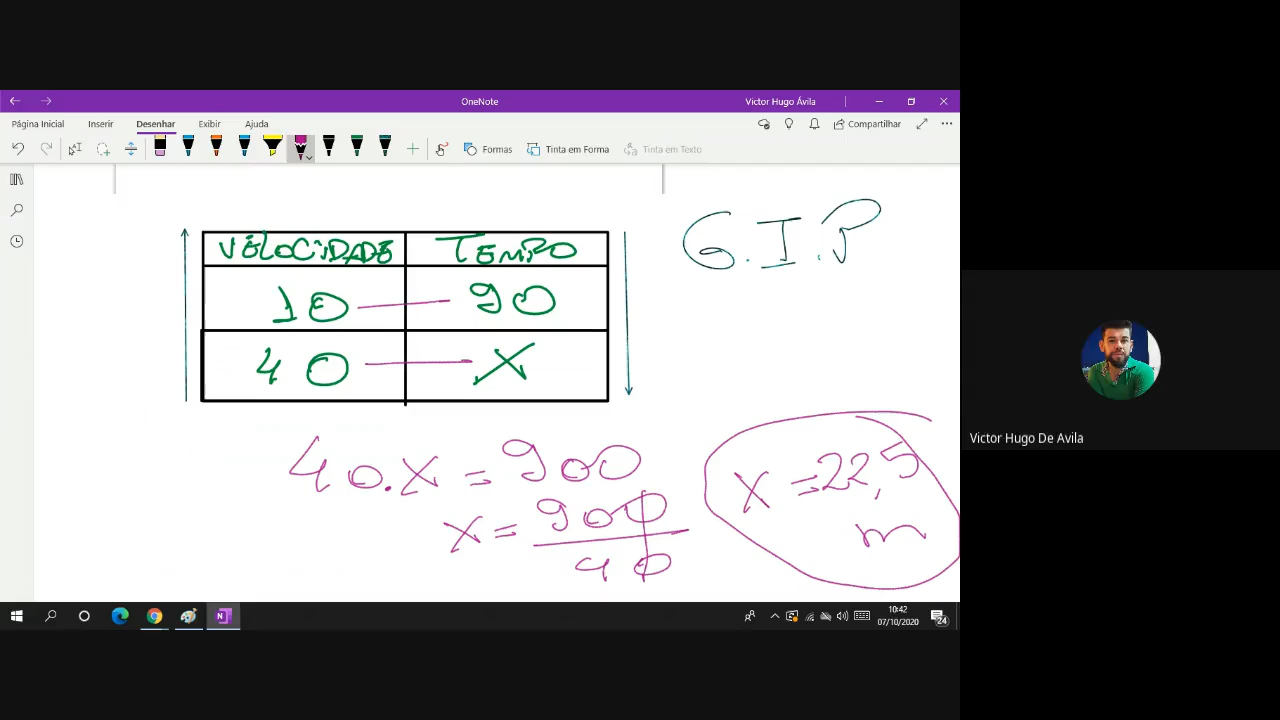 OneNote
Victor Hugo Ávila
Página Inicial Inserir Desenhar Exibir Ajuda
Compartilhar
Formas Tinta em Forma Tinta em Texto
G.I.P
VELOCIDADE TEMPO
10 90
40 X
40.X = 900
X = 900
40
X = 22,5
m
Victor Hugo De Avila
10:42
07/10/2020
24